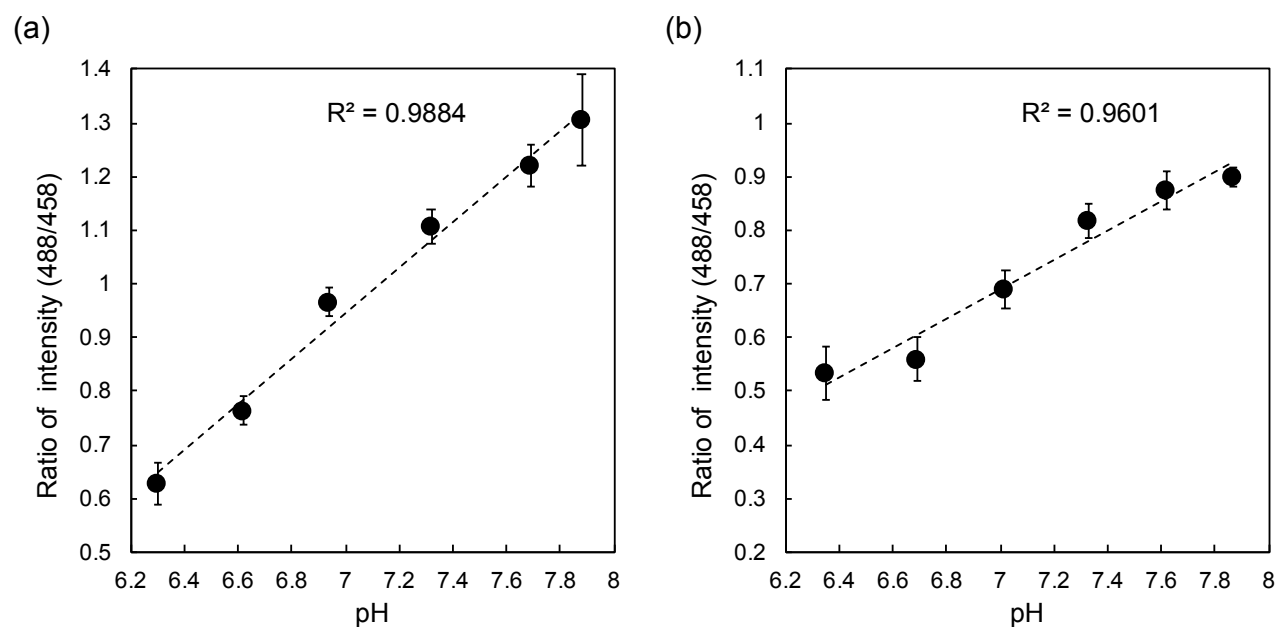 (a)
R² = 0.9884
Ratio of intensity (488/458)
1.4
1.3
1.2
1.1
1
0.9
0.8
0.7
0.6
0.5
6.2 6.4 6.6 6.8 7 7.2 7.4 7.6 7.8 8
pH
(b)
R² = 0.9601
Ratio of intensity (488/458)
1.1
1
0.9
0.8
0.7
0.6
0.5
0.4
0.3
0.2
6.2 6.4 6.6 6.8 7 7.2 7.4 7.6 7.8 8
pH